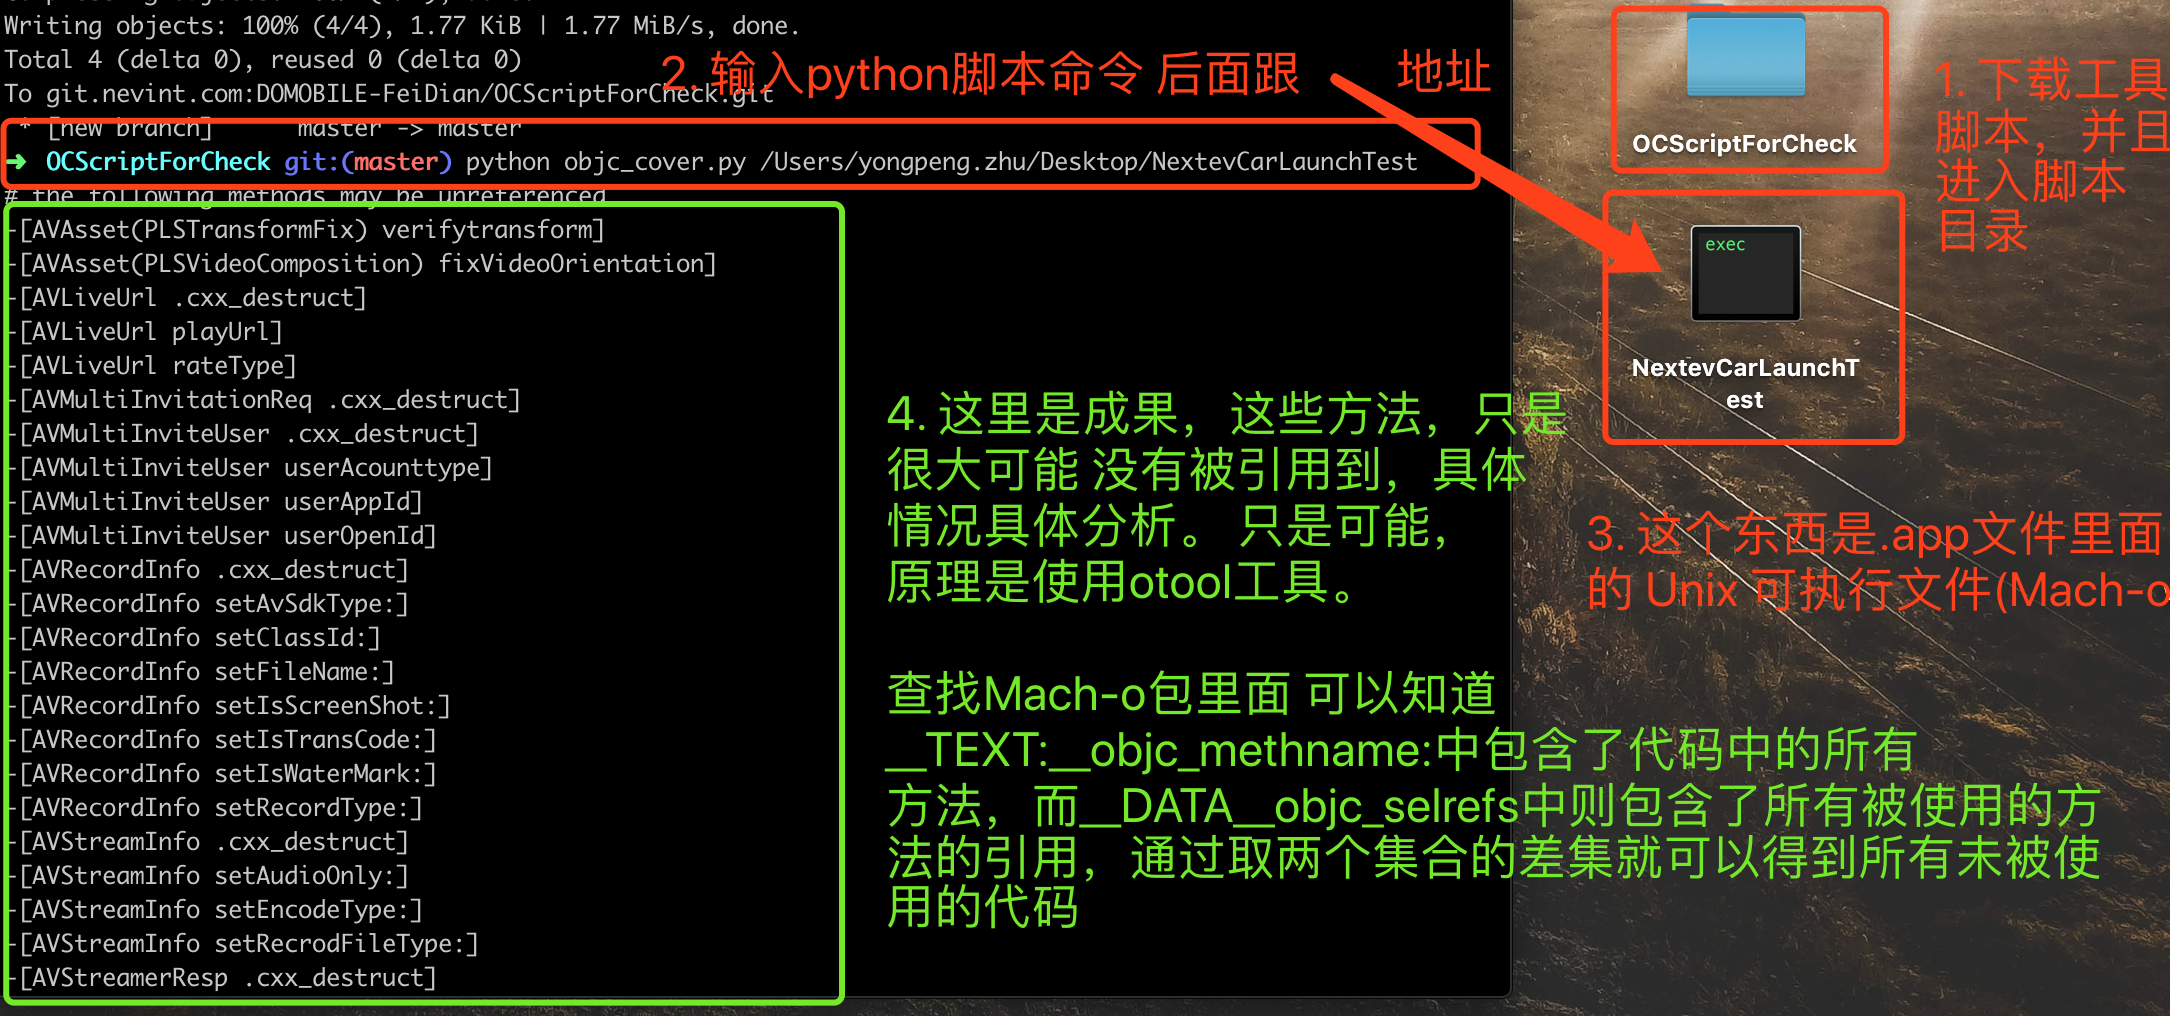 Writing objects: 100% (4/4), 1.77 KiB | 1.77 MiB/s, done.
Total 4 (delta 0), reused 0 (delta 0)
To git.nevint.com:DOMOBILE-FeiDian/OCScriptForCheck.git
* [new branch]      master -> master
➜ OCScriptForCheck git:(master) python objc_cover.py /Users/yongpeng.zhu/Desktop/NextevCarLaunchTest
# the following methods may be unreferenced
-[AVAsset(PLSTransformFix) verifytransform]
-[AVAsset(PLSVideoComposition) fixVideoOrientation]
-[AVLiveUrl .cxx_destruct]
-[AVLiveUrl playUrl]
-[AVLiveUrl rateType]
-[AVMultiInvitationReq .cxx_destruct]
-[AVMultiInviteUser .cxx_destruct]
-[AVMultiInviteUser userAcounttype]
-[AVMultiInviteUser userAppId]
-[AVMultiInviteUser userOpenId]
-[AVRecordInfo .cxx_destruct]
-[AVRecordInfo setAvSdkType:]
-[AVRecordInfo setClassId:]
-[AVRecordInfo setFileName:]
-[AVRecordInfo setIsScreenShot:]
-[AVRecordInfo setIsTransCode:]
-[AVRecordInfo setIsWaterMark:]
-[AVRecordInfo setRecordType:]
-[AVStreamInfo .cxx_destruct]
-[AVStreamInfo setAudioOnly:]
-[AVStreamInfo setEncodeType:]
-[AVStreamInfo setRecrodFileType:]
-[AVStreamerResp .cxx_destruct]
2. 输入python脚本命令 后面跟 地址
OCScriptForCheck
1. 下载工具
脚本，并且
进入脚本
目录
exec
NextevCarLaunchT
est
3. 这个东西是.app文件里面
的 Unix 可执行文件(Mach-o
4. 这里是成果，这些方法，只是
很大可能 没有被引用到，具体
情况具体分析。 只是可能，
原理是使用otool工具。
查找Mach-o包里面 可以知道
__TEXT:__objc_methname:中包含了代码中的所有
方法，而__DATA__objc_selrefs中则包含了所有被使用的方
法的引用，通过取两个集合的差集就可以得到所有未被使
用的代码